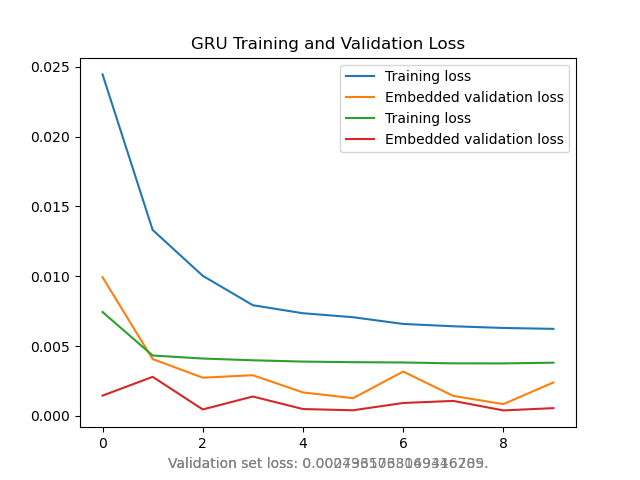 GRU Training and Validation Loss
0.025
0.020
0.015
0.010
0.005
0.000
Training loss
Embedded validation loss
Training loss
Embedded validation loss
0 2 4 6 8
Validation set loss: